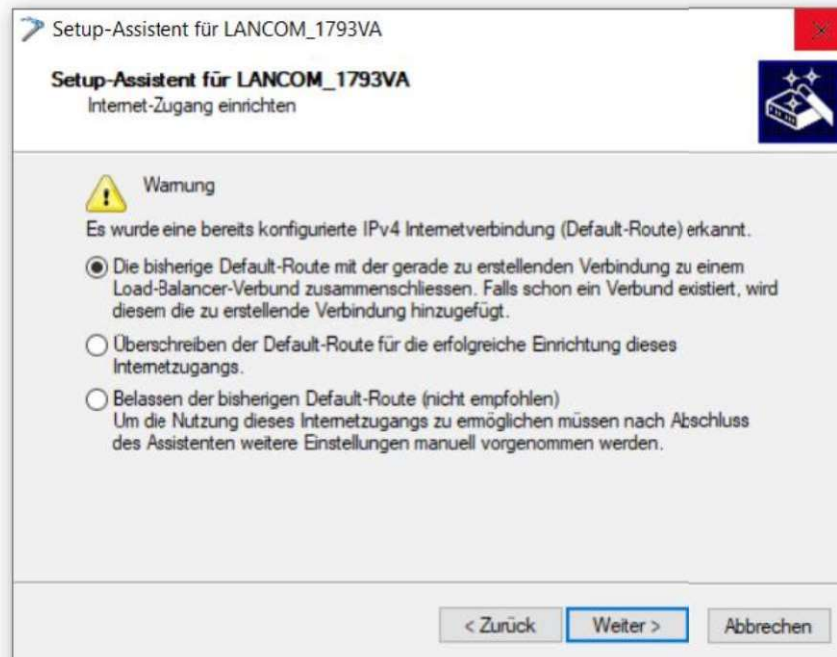 Setup-Assistent für LANCOM_1793VA
Setup-Assistent für LANCOM_1793VA
Internet-Zugang einrichten
Warnung
Es wurde eine bereits konfigurierte IPv4 Internetverbindung (Default-Route) erkannt.
Die bisherige Default-Route mit der gerade zu erstellenden Verbindung zu einem
Load-Balancer-Verbund zusammenschliessen. Falls schon ein Verbund existiert, wird
diesem die zu erstellende Verbindung hinzugefügt.
Überschreiben der Default-Route für die erfolgreiche Einrichtung dieses
Internetzugangs.
Belassen der bisherigen Default-Route (nicht empfohlen)
Um die Nutzung dieses Internetzugangs zu ermöglichen müssen nach Abschluss
des Assistenten weitere Einstellungen manuell vorgenommen werden.
< Zurück Weiter > Abbrechen